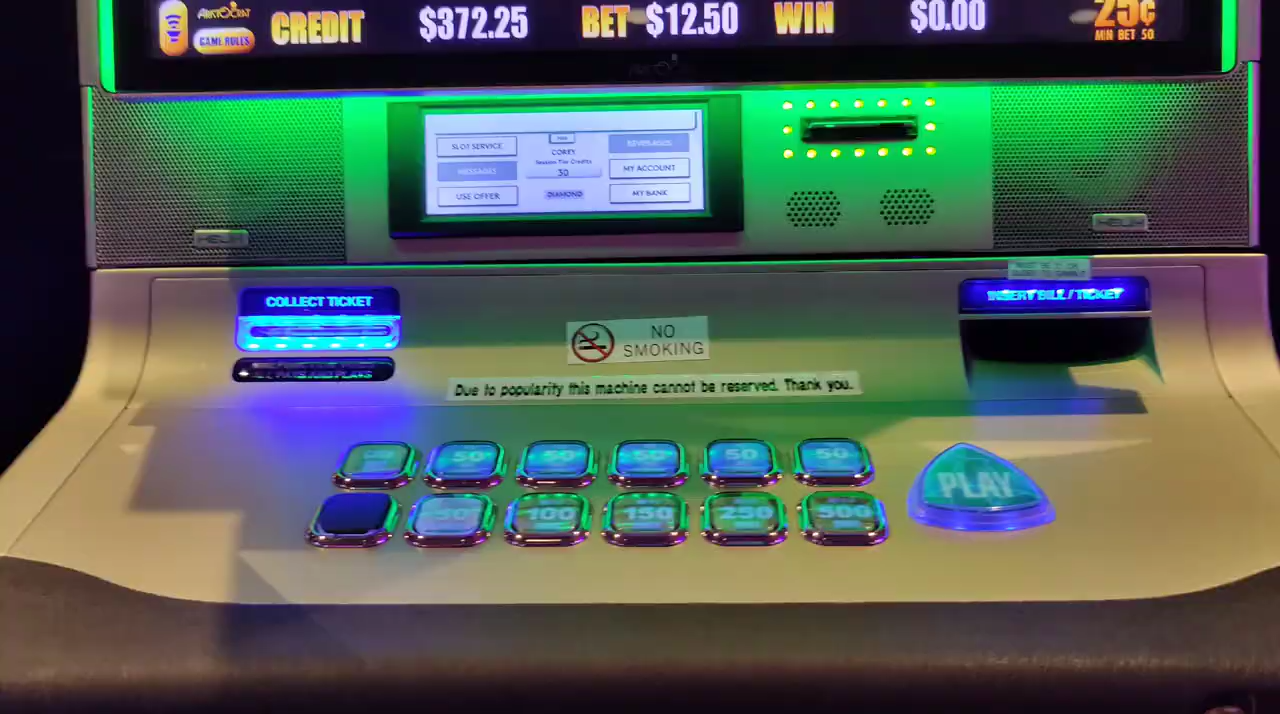 ARISTOCRAT
GAME RULES
CREDIT $372.25 BET $12.50 WIN $0.00
25¢
MIN BET 50
SLOT SERVICE
MESSAGES
USE OFFER
COREY
Session Tier Credits
30
DIAMOND
BEVERAGES
MY ACCOUNT
MY BANK
HELIX
HELIX
COLLECT TICKET
INSERT BILL / TICKET
NO
SMOKING
Due to popularity this machine cannot be reserved. Thank you.
50 50 50 50 50
50 100 150 250 500
PLAY